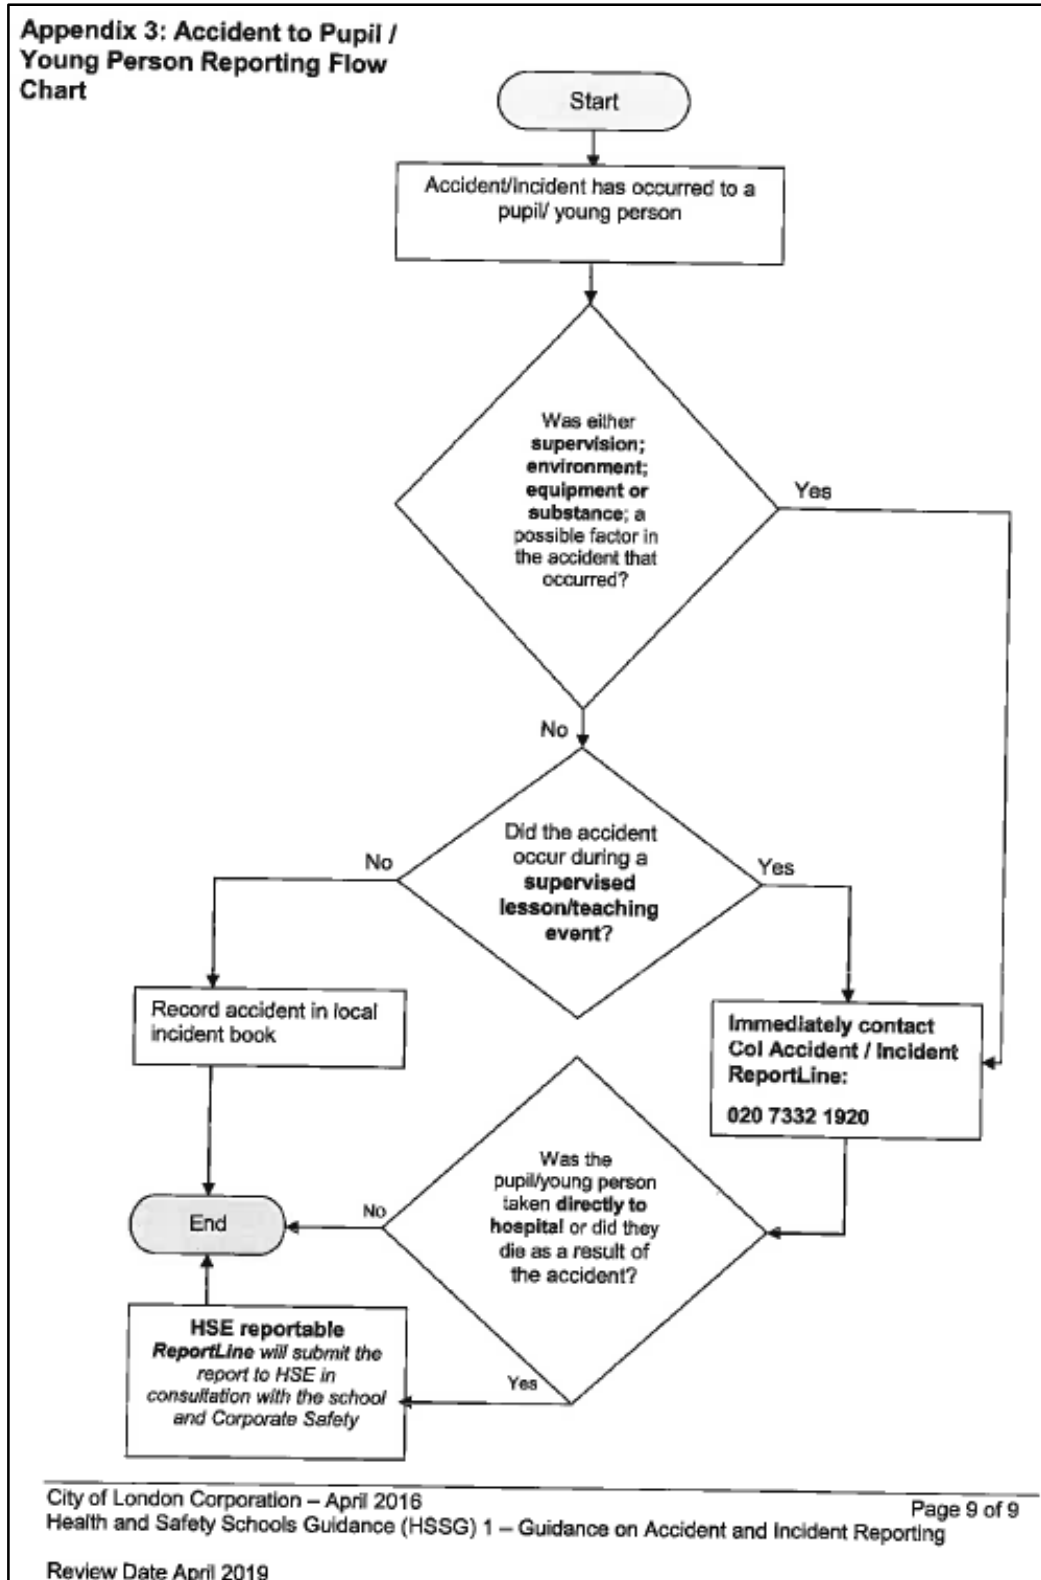 Appendix 3: Accident to Pupil /
Young Person Reporting Flow
Chart
Start
Accident/Incident has occurred to a
pupil/ young person
Was either
supervision;
environment;
equipment or
substance; a
possible factor in
the accident that
occurred?
Yes
No
Did the accident
occur during a
supervised
lesson/teaching
event?
No
Yes
Record accident in local
incident book
Immediately contact
Col Accident / Incident
ReportLine:
020 7332 1920
Was the
pupil/young person
taken directly to
hospital or did they
die as a result of
the accident?
No
End
HSE reportable
ReportLine will submit the
report to HSE in
consultation with the school
and Corporate Safety
Yes
City of London Corporation – April 2016
Page 9 of 9
Health and Safety Schools Guidance (HSSG) 1 – Guidance on Accident and Incident Reporting
Review Date April 2019